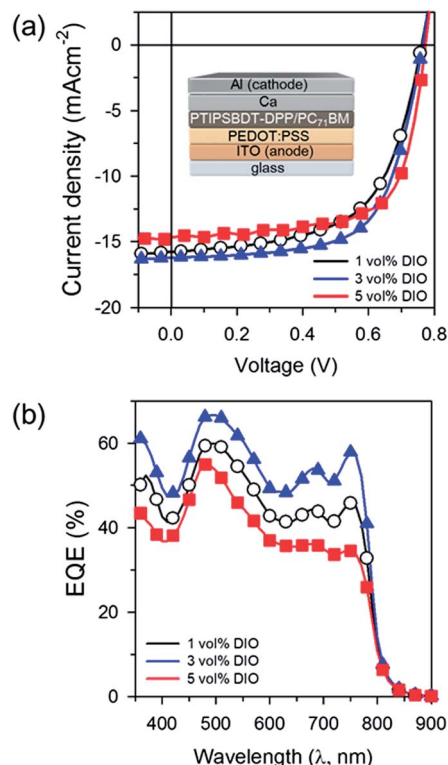 (a)
0
-5
-10
-15
-20
Current density (mAcm-2)
Al (cathode)
Ca
PTIPSBDT-DPP/PC71BM
PEDOT:PSS
ITO (anode)
glass
1 vol% DIO
3 vol% DIO
5 vol% DIO
0.0 0.2 0.4 0.6 0.8
Voltage (V)
(b)
60
40
20
0
EQE (%)
1 vol% DIO
3 vol% DIO
5 vol% DIO
400 500 600 700 800 900
Wavelength (λ, nm)